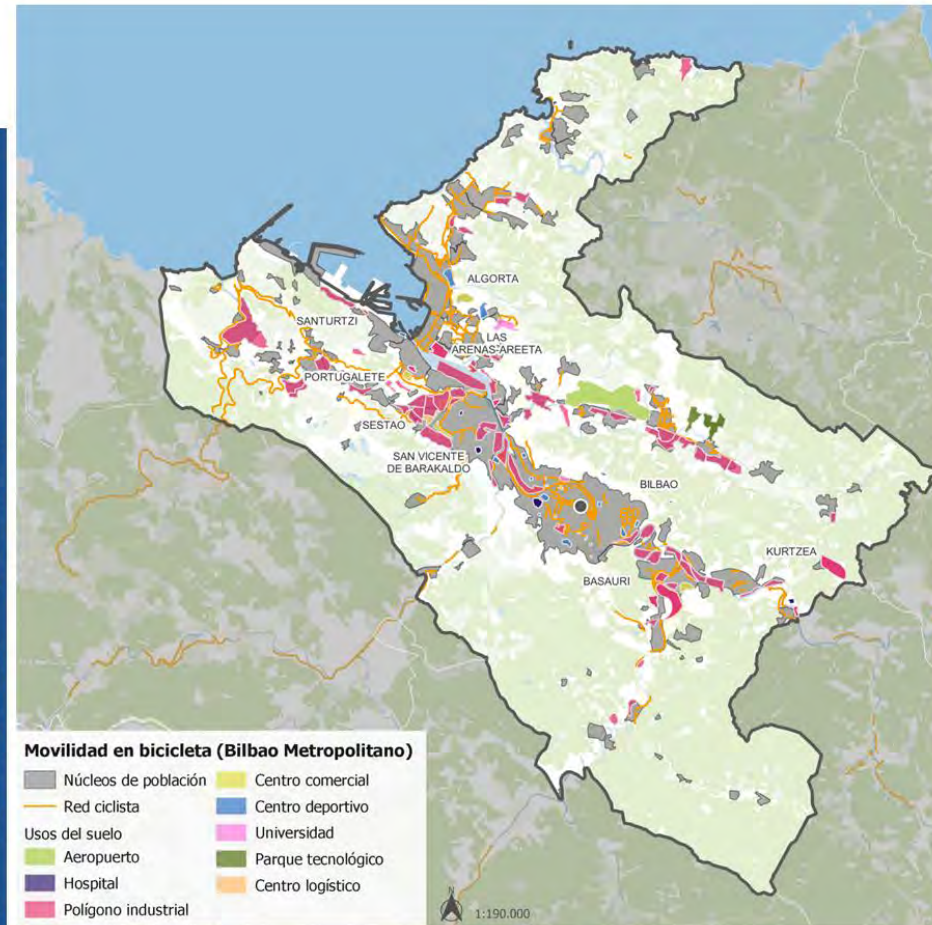 ALGORTA
SANTURTZI
LAS
ARENAS-AREETA
PORTUGALETE
SESTAO
SAN VICENTE
DE BARAKALDO
BILBAO
KURTZEA
BASAURI
Movilidad en bicicleta (Bilbao Metropolitano)
Núcleos de población
Red ciclista
Usos del suelo
Aeropuerto
Hospital
Polígono industrial
Centro comercial
Centro deportivo
Universidad
Parque tecnológico
Centro logístico
N
1:190.000